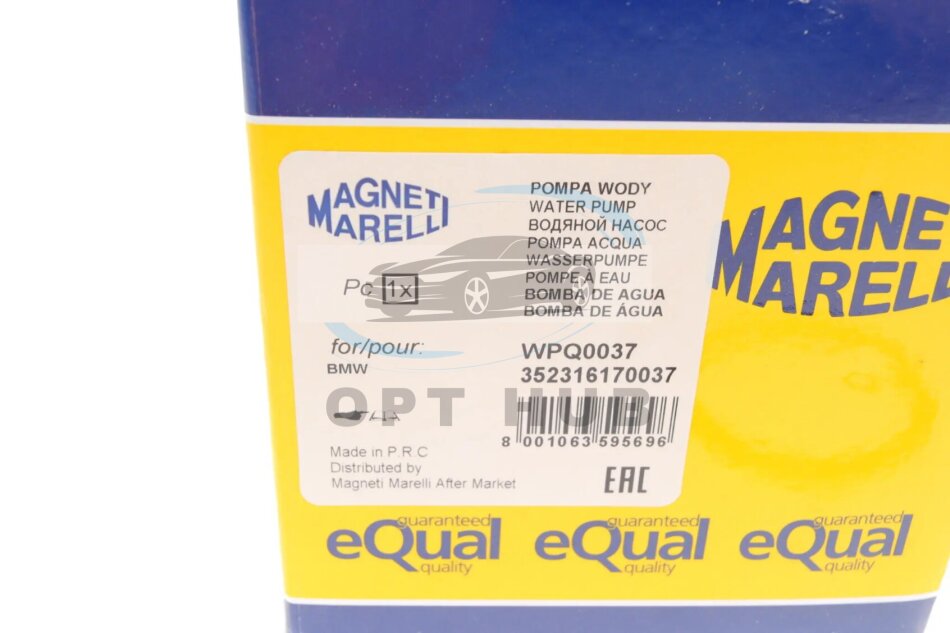 MAGNETI
MARELLI
Pc 1x
for/pour:
BMW
Made in P.R.C
Distributed by
Magneti Marelli After Market
POMPA WODY
WATER PUMP
ВОДЯНОЙ НАСОС
POMPA ACQUA
WASSERPUMPE
POMPE À EAU
BOMBA DE AGUA
BOMBA DE ÁGUA
WPQ0037
352316170037
8 001063 595696
EAC
OPT HUB
MAGNE
MARELL
guaranteed
eQual
quality
guaranteed
eQual
quality
guaranteed
eQual
quality